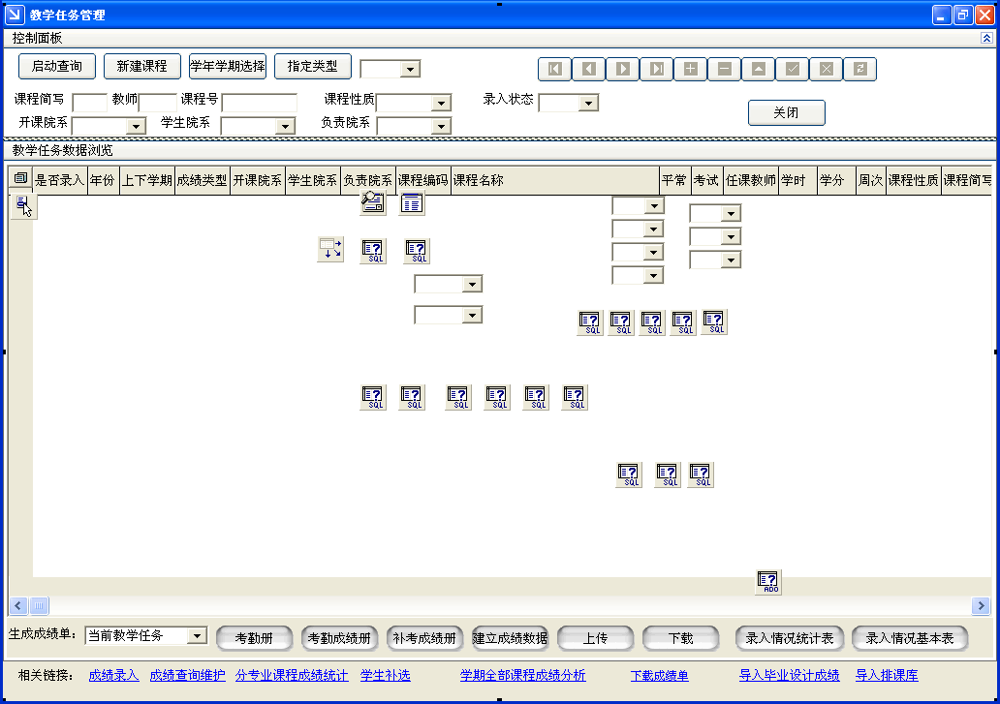 教学任务管理
控制面板
启动查询 新建课程 学年学期选择 指定类型
课程简写 教师 课程号 课程性质 录入状态
关闭
开课院系 学生院系 负责院系
教学任务数据浏览
是否录入 年份 上下学期 成绩类型 开课院系 学生院系 负责院系 课程编码 课程名称 平常 考试 任课教师 学时 学分 周次 课程性质 课程简写
SQL SQL
SQL SQL SQL SQL SQL
SQL SQL SQL SQL SQL SQL
SQL SQL SQL
ADO
生成成绩单: 当前教学任务 考勤册 考勤成绩册 补考成绩册 建立成绩数据 上传 下载 录入情况统计表 录入情况基本表
相关链接: 成绩录入 成绩查询维护 分专业课程成绩统计 学生补选 学期全部课程成绩分析 下载成绩单 导入毕业设计成绩 导入排课库